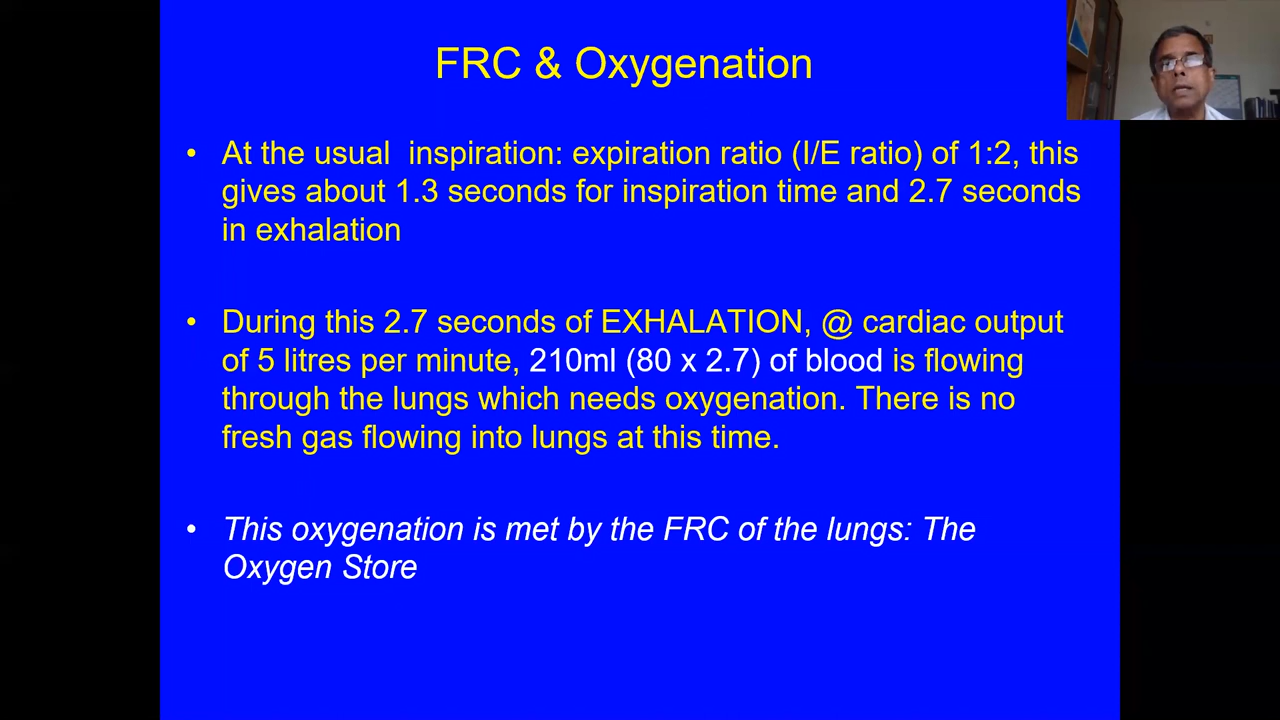 FRC & Oxygenation
• At the usual inspiration: expiration ratio (I/E ratio) of 1:2, this
gives about 1.3 seconds for inspiration time and 2.7 seconds
in exhalation
• During this 2.7 seconds of EXHALATION, @ cardiac output
of 5 litres per minute, 210ml (80 x 2.7) of blood is flowing
through the lungs which needs oxygenation. There is no
fresh gas flowing into lungs at this time.
• This oxygenation is met by the FRC of the lungs: The
Oxygen Store